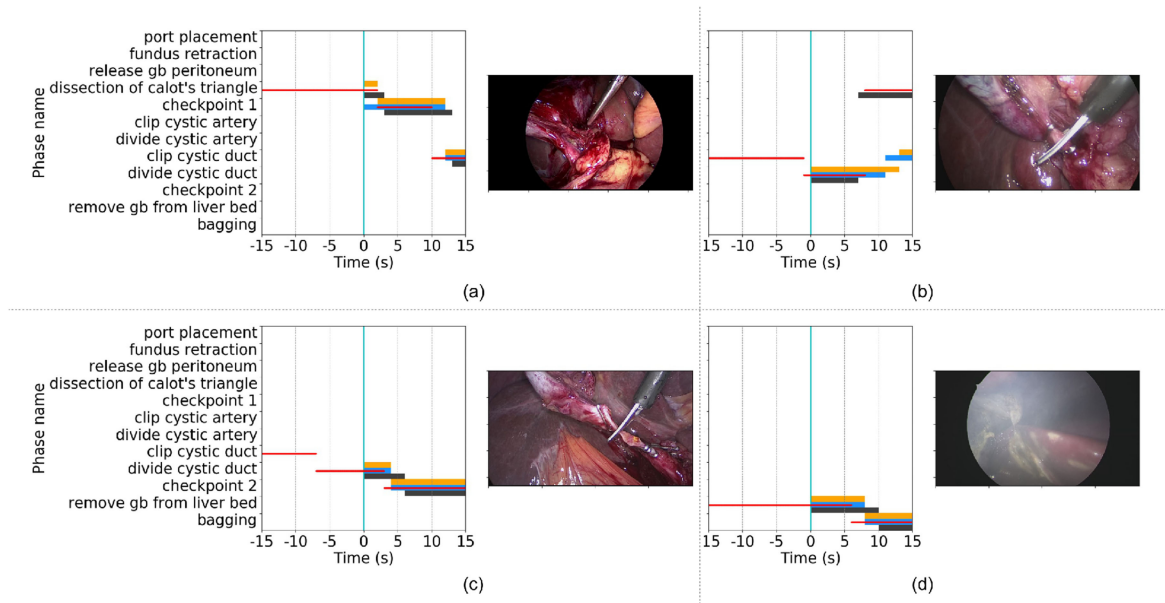 port placement
fundus retraction
release gb peritoneum
dissection of calot's triangle
checkpoint 1
clip cystic artery
divide cystic artery
clip cystic duct
divide cystic duct
checkpoint 2
remove gb from liver bed
bagging
Phase name
-15 -10 -5 0 5 10 15
Time (s)
(a)
-15 -10 -5 0 5 10 15
Time (s)
(b)
port placement
fundus retraction
release gb peritoneum
dissection of calot's triangle
checkpoint 1
clip cystic artery
divide cystic artery
clip cystic duct
divide cystic duct
checkpoint 2
remove gb from liver bed
bagging
Phase name
-15 -10 -5 0 5 10 15
Time (s)
(c)
-15 -10 -5 0 5 10 15
Time (s)
(d)